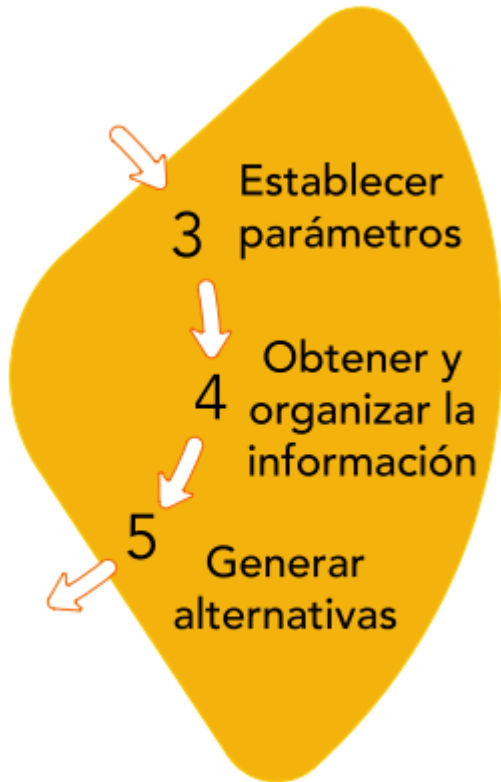 3
Establecer
parámetros
4
Obtener y
organizar la
información
5
Generar
alternativas